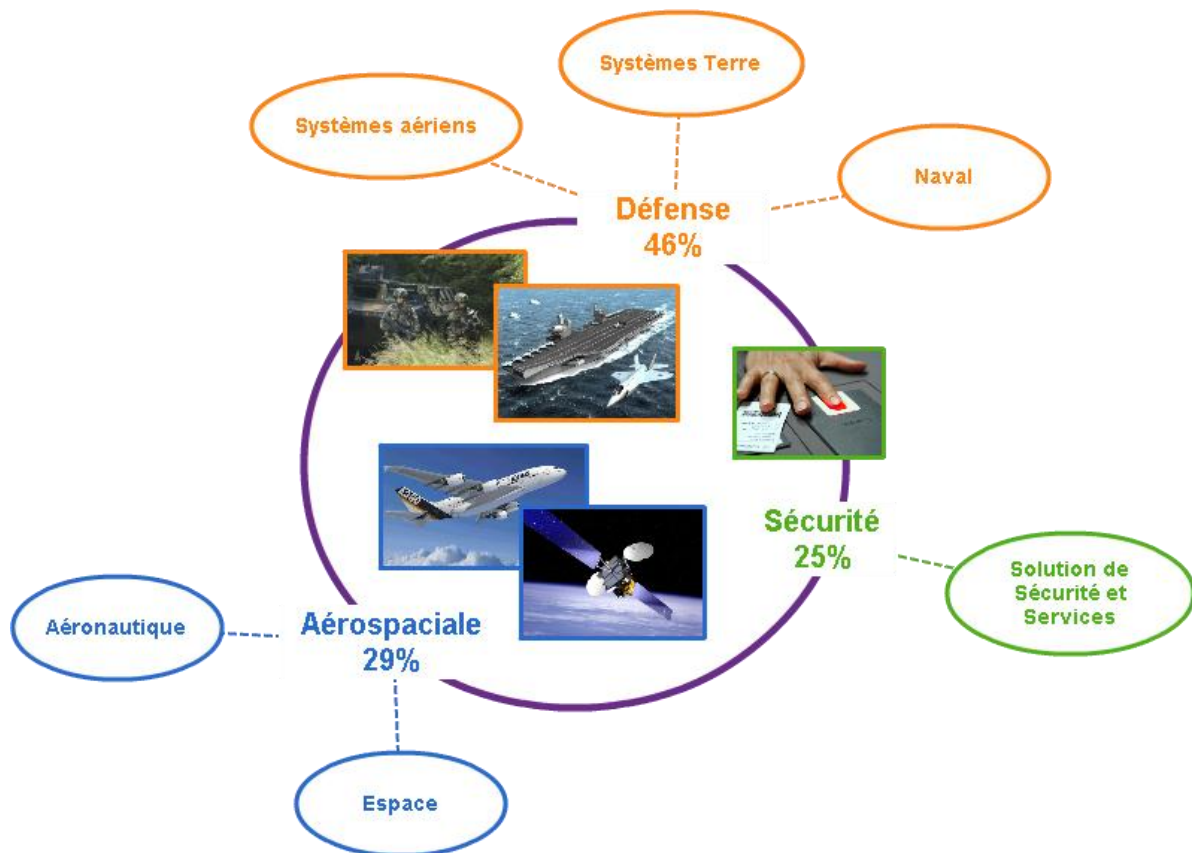 Systèmes Terre
Systèmes aériens
Naval
Défense
46%
Sécurité
25%
Solution de
Sécurité et
Services
Aéronautique
Aérospaciale
29%
Espace